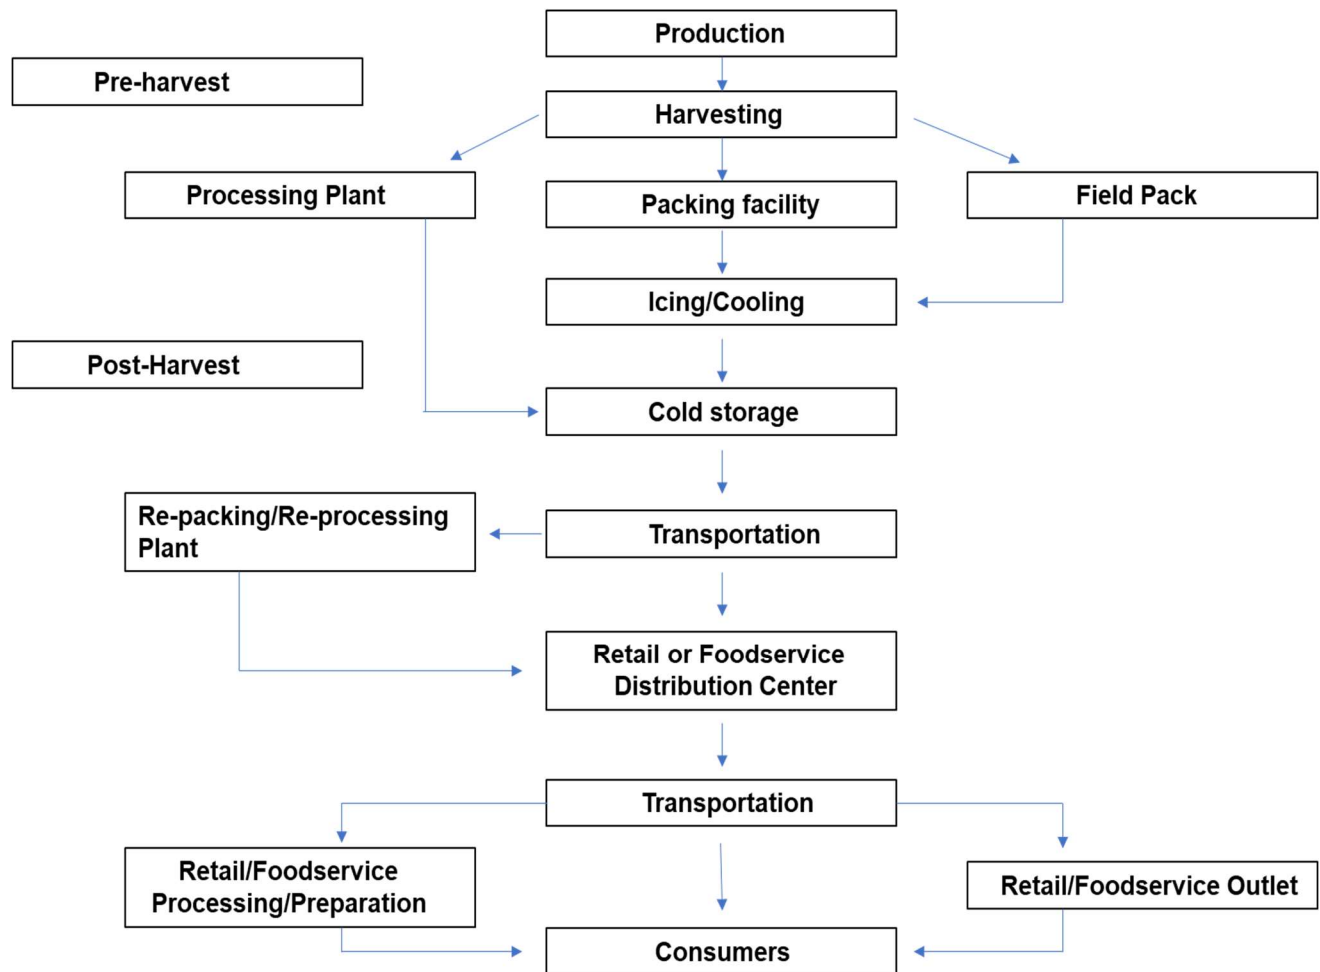 Production
Pre-harvest
Harvesting
Processing Plant
Packing facility
Field Pack
Icing/Cooling
Post-Harvest
Cold storage
Re-packing/Re-processing
Plant
Transportation
Retail or Foodservice
Distribution Center
Transportation
Retail/Foodservice
Processing/Preparation
Retail/Foodservice Outlet
Consumers